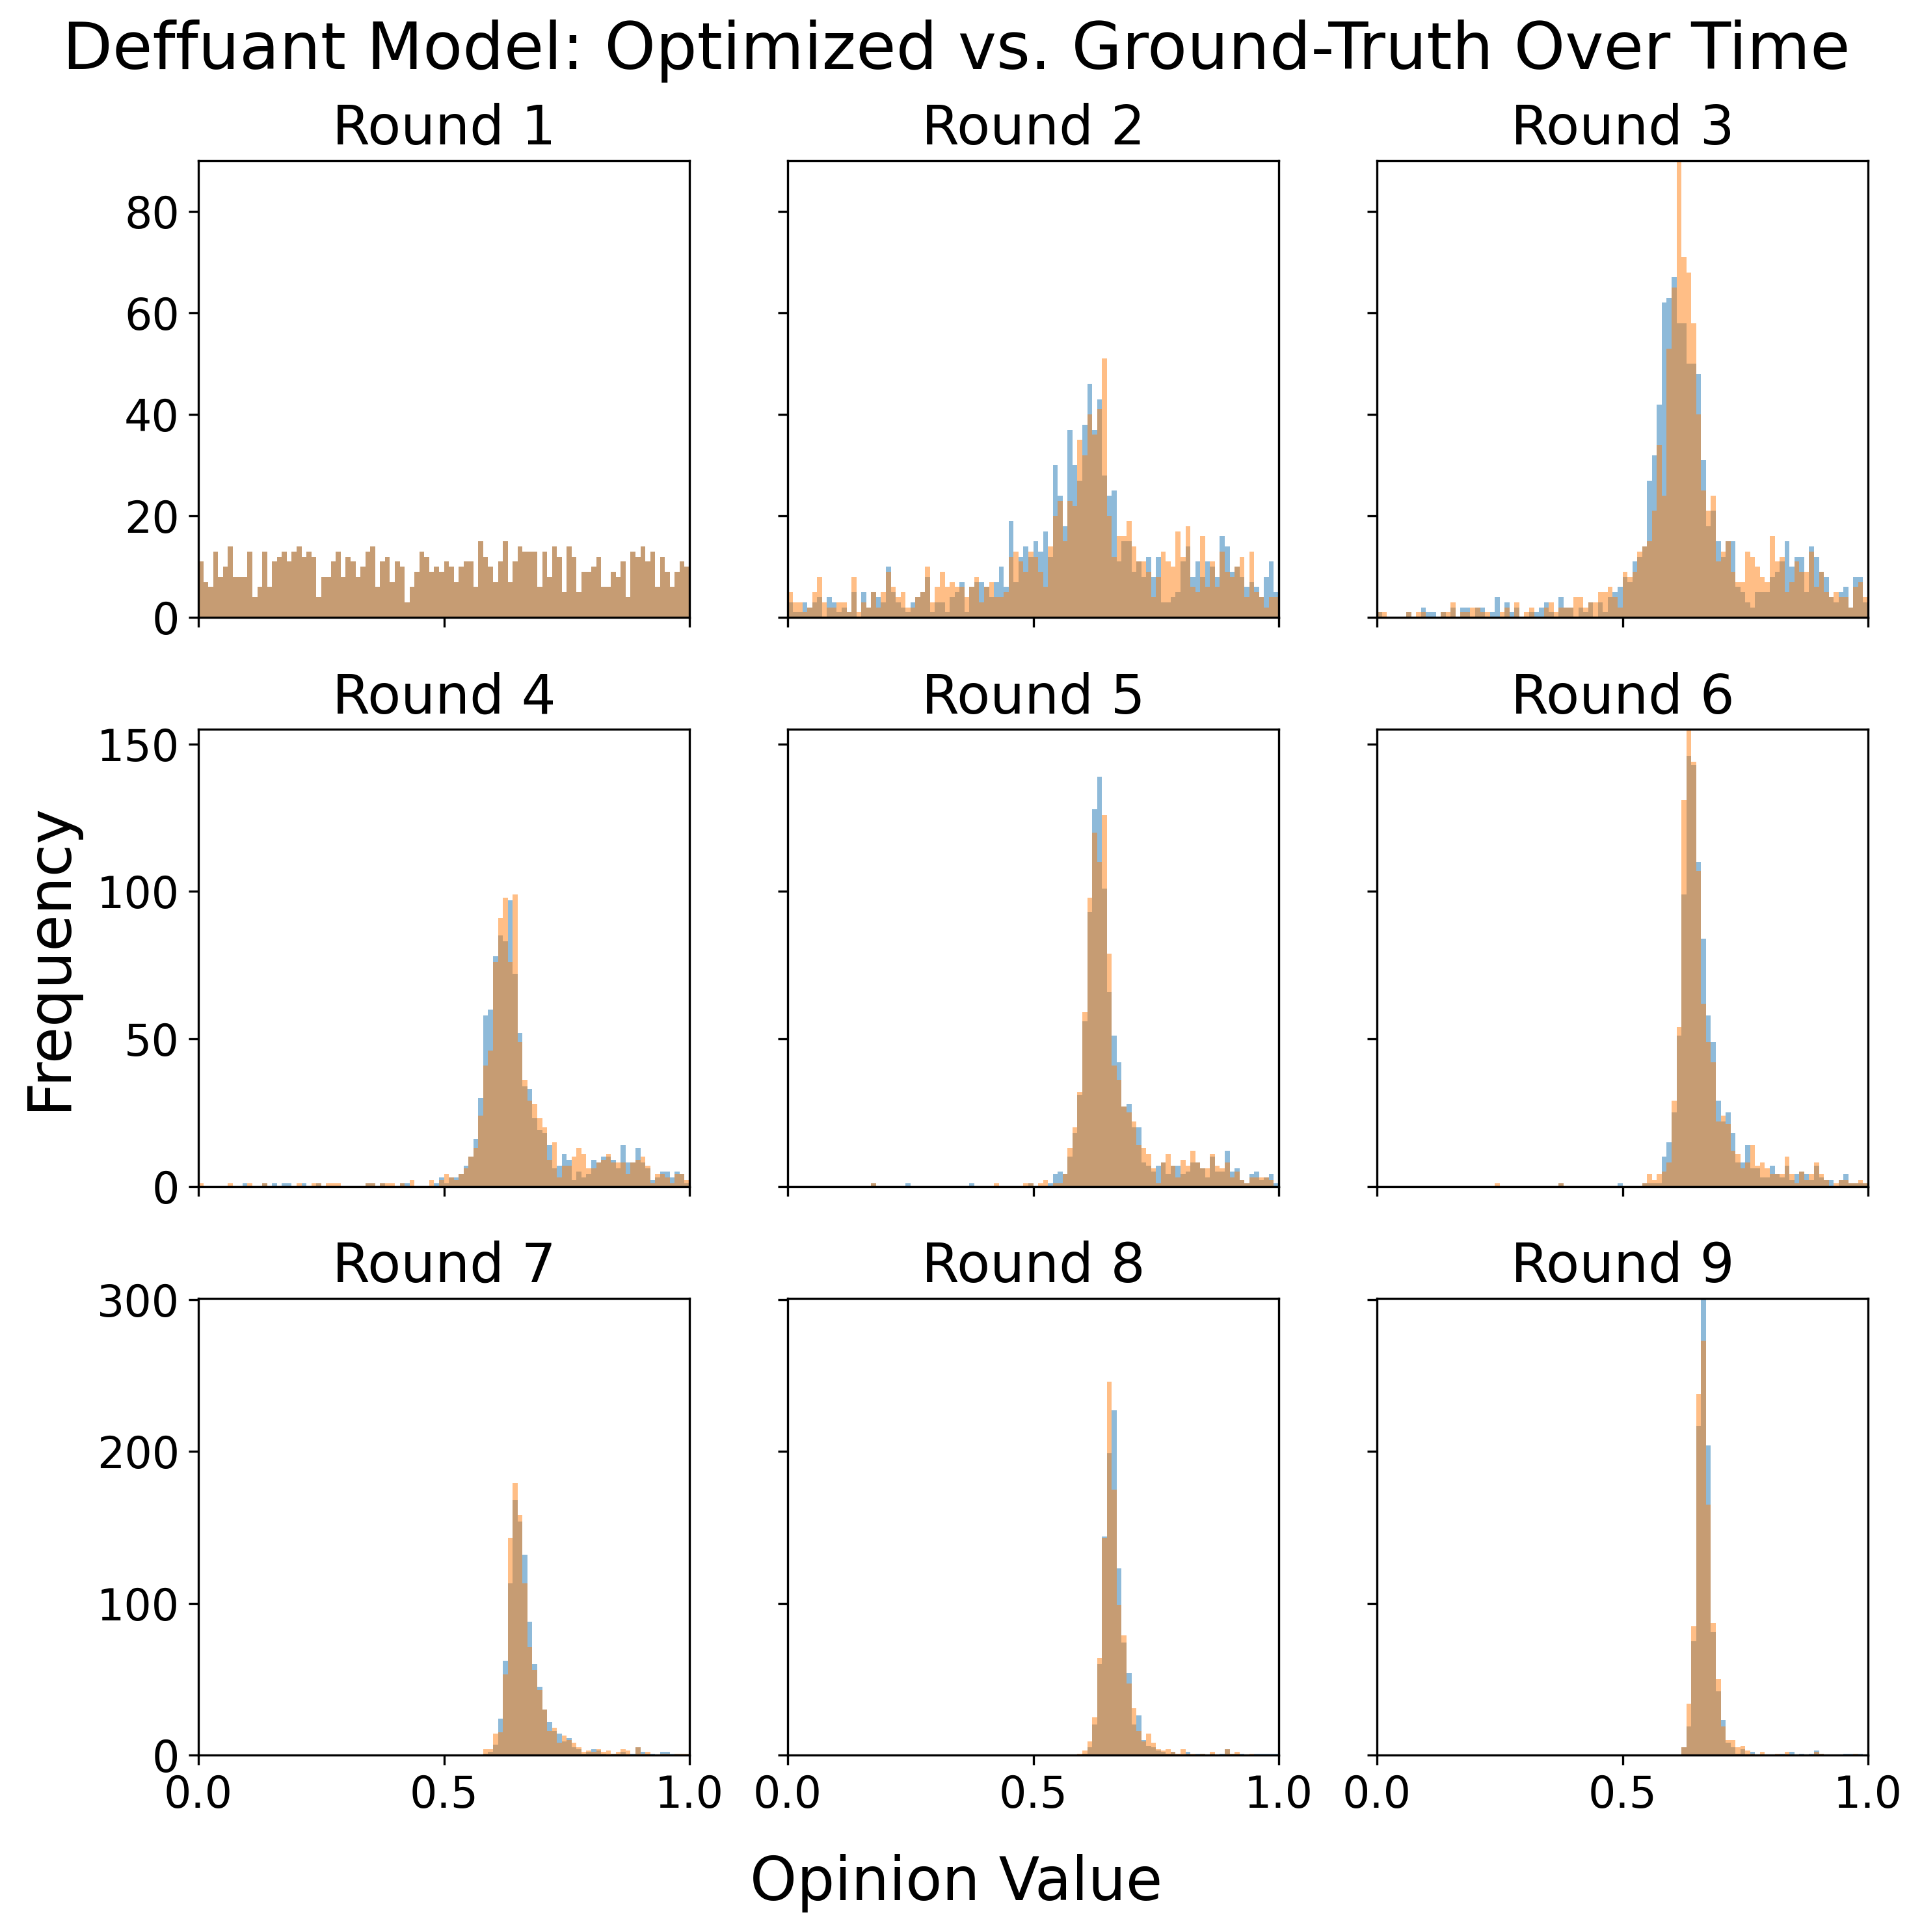 Deffuant Model: Optimized vs. Ground-Truth Over Time
Round 1
Round 2
Round 3
80
60
40
20
0
Round 4
Round 5
Round 6
150
100
50
0
Frequency
Round 7
Round 8
Round 9
300
200
100
0
0.0 0.5 1.0
0.0 0.5 1.0
0.0 0.5 1.0
Opinion Value